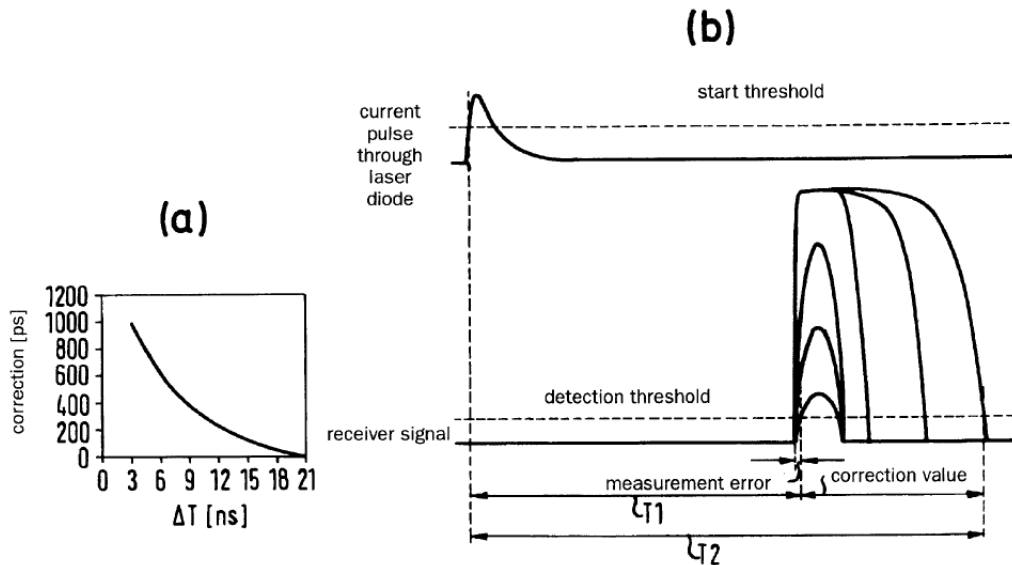 (b)
start threshold
current
pulse
through
laser
diode
(a)
1200
1000
800
600
400
200
0
correction [ps]
0 3 6 9 12 15 18 21
ΔT [ns]
detection threshold
receiver signal
measurement error
correction value
T1
T2